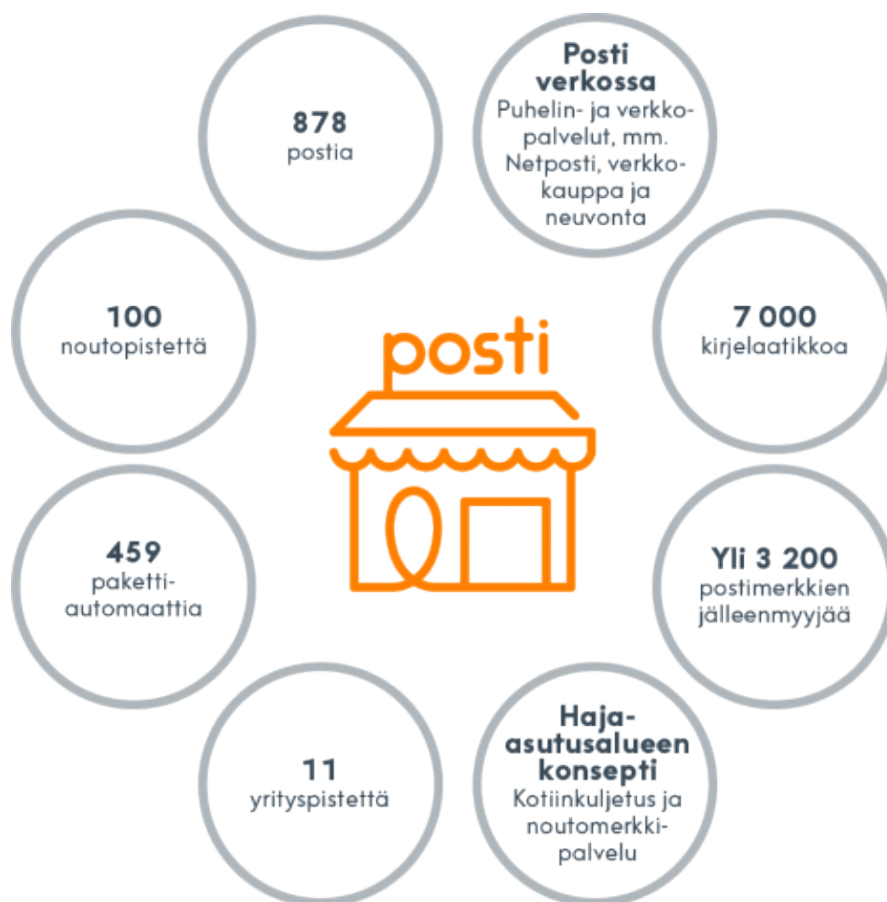 878
postia
Posti
verkossa
Puhelin- ja verkko-
palvelut, mm.
Netposti, verkko-
kauppa ja
neuvonta
100
noutopistettä
7 000
kirjelaatikkoa
posti
459
paketti-
automaattia
Yli 3 200
postimerkkien
jälleenmyyjää
11
yrityspistettä
Haja-
asutusalueen
konsepti
Kotiinkuljetus ja
noutomerkki-
palvelu